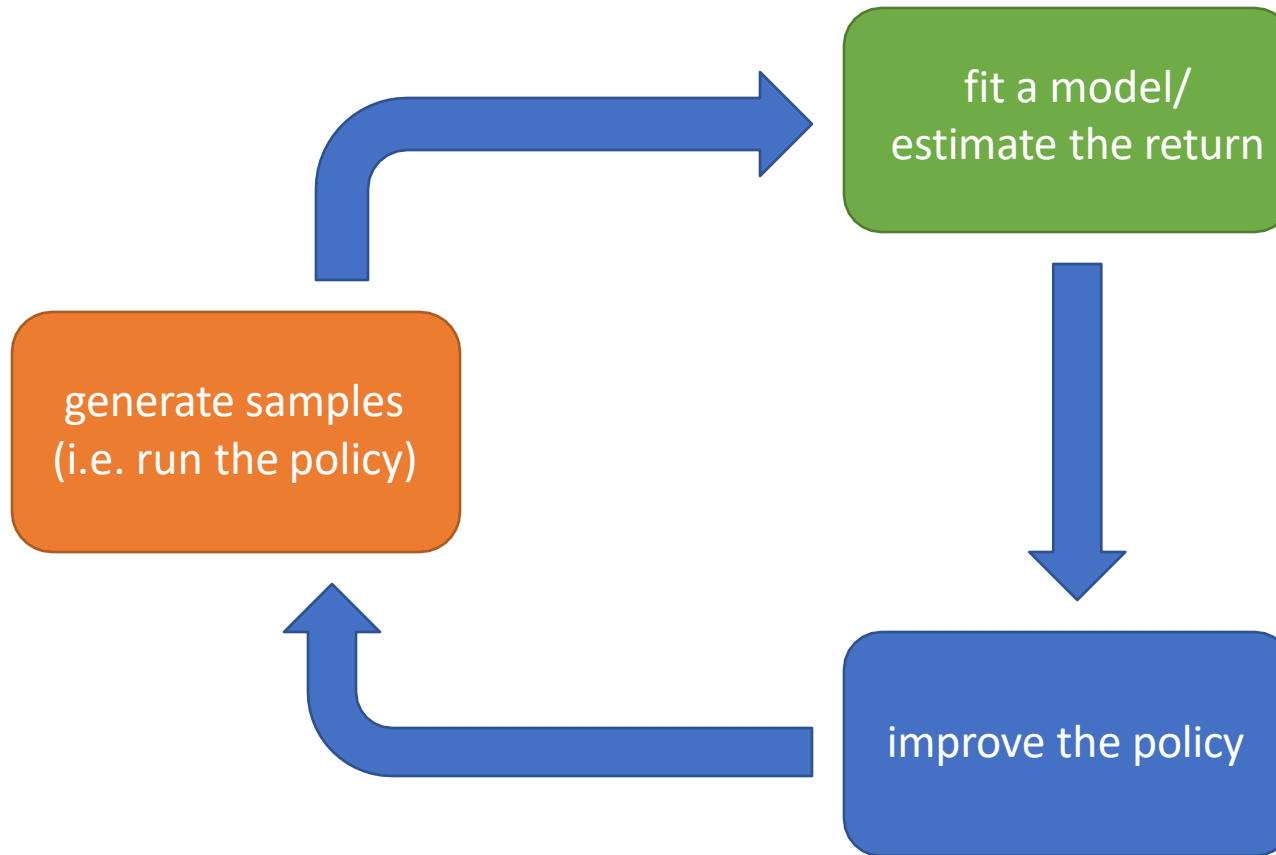 fit a model/
estimate the return
generate samples
(i.e. run the policy)
improve the policy